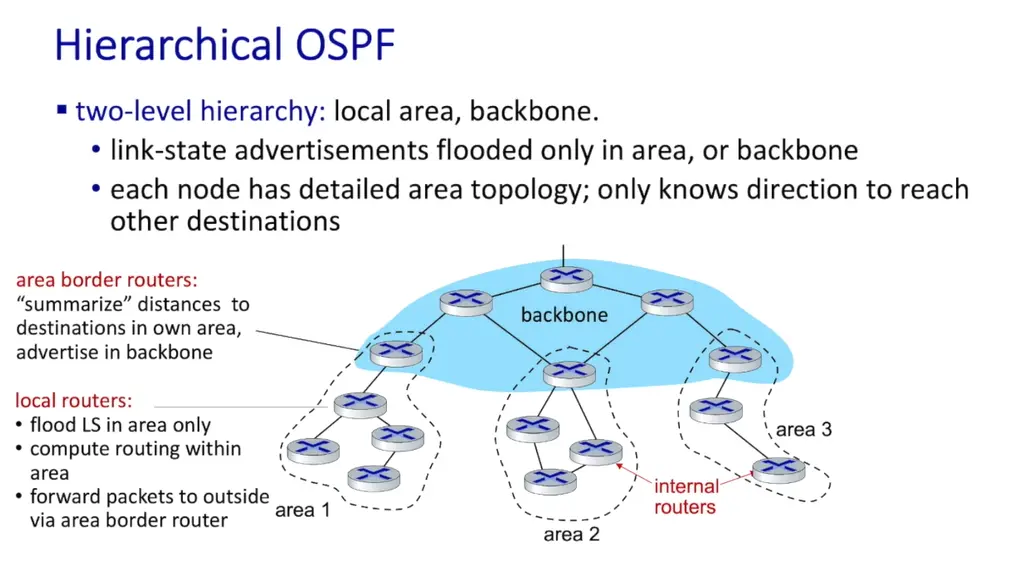 Hierarchical OSPF
▪ two-level hierarchy: local area, backbone.
• link-state advertisements flooded only in area, or backbone
• each node has detailed area topology; only knows direction to reach
other destinations
area border routers:
“summarize” distances to
destinations in own area,
advertise in backbone
backbone
local routers:
• flood LS in area only
• compute routing within
area
• forward packets to outside
via area border router
area 1
area 2
area 3
internal
routers